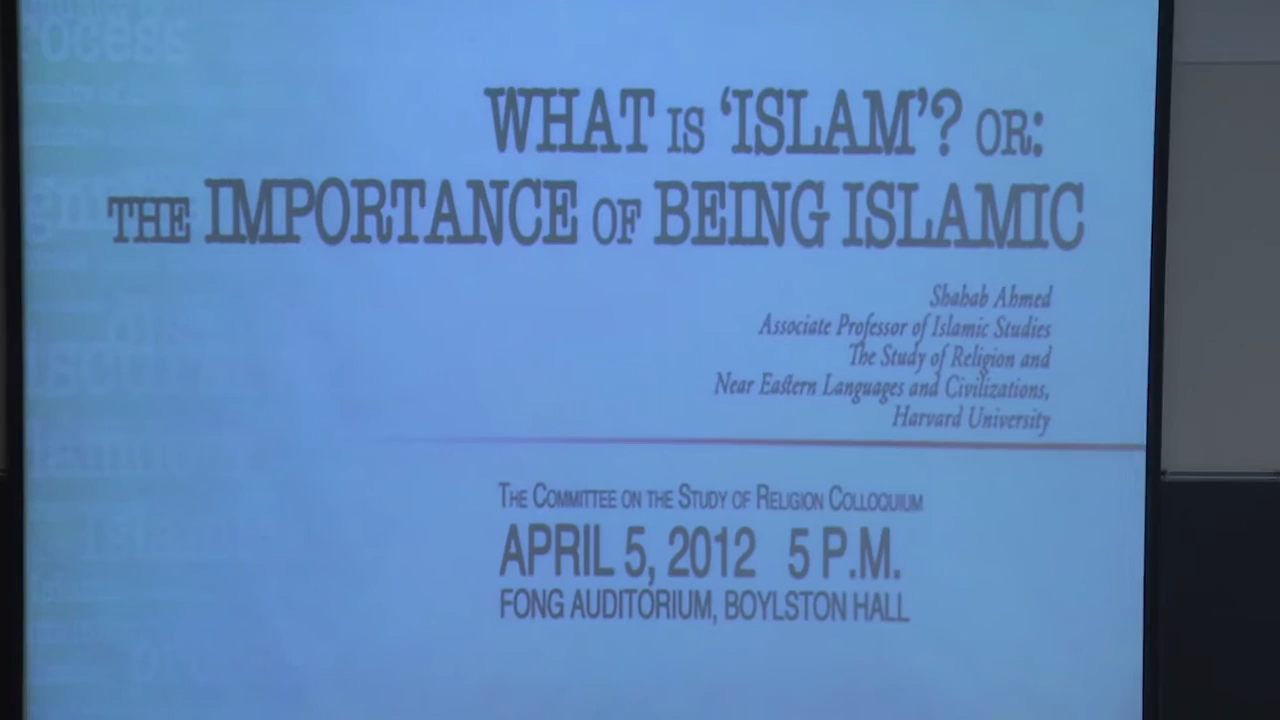 WHAT IS ‘ISLAM’? OR:
THE IMPORTANCE OF BEING ISLAMIC
Shahab Ahmed
Associate Professor of Islamic Studies
The Study of Religion and
Near Eastern Languages and Civilizations,
Harvard University
THE COMMITTEE ON THE STUDY OF RELIGION COLLOQUIUM
APRIL 5, 2012 5 P.M.
FONG AUDITORIUM, BOYLSTON HALL